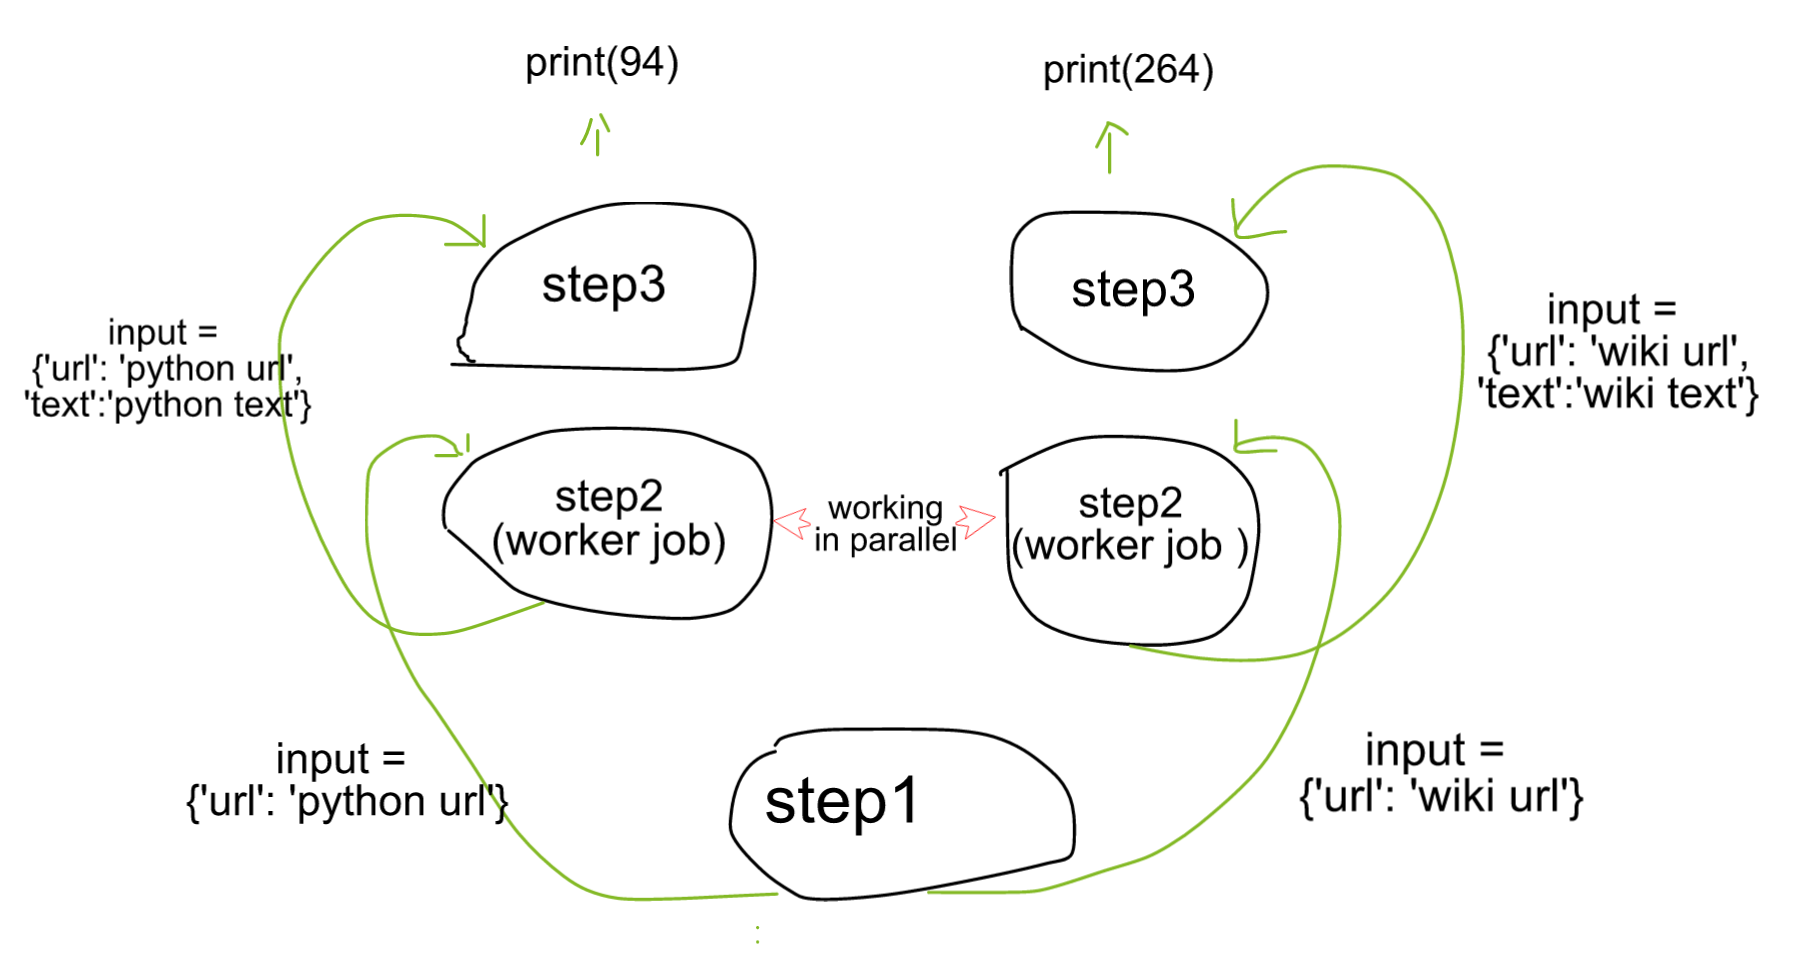 print(94)
print(264)
step3
step3
input =
{'url': 'python url',
'text':'python text'}
input =
{'url': 'wiki url',
'text':'wiki text'}
step2
(worker job)
working
in parallel
step2
(worker job )
input =
{'url': 'python url'}
step1
input =
{'url': 'wiki url'}